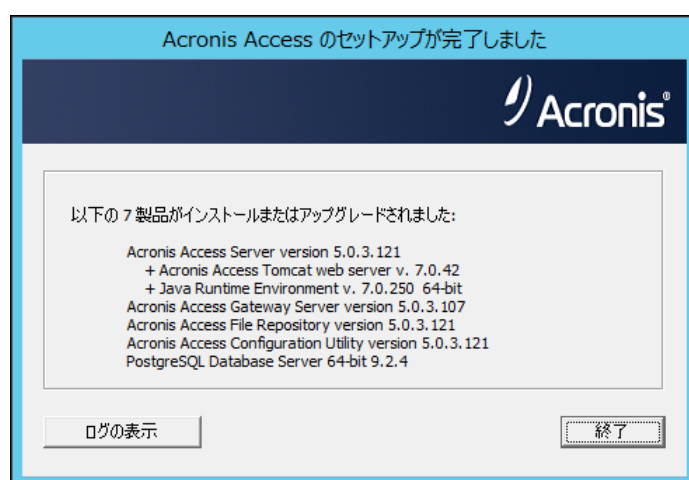 Acronis Access のセットアップが完了しました
Acronis®
以下の 7 製品がインストールまたはアップグレードされました:
Acronis Access Server version 5.0.3.121
+ Acronis Access Tomcat web server v. 7.0.42
+ Java Runtime Environment v. 7.0.250 64-bit
Acronis Access Gateway Server version 5.0.3.107
Acronis Access File Repository version 5.0.3.121
Acronis Access Configuration Utility version 5.0.3.121
PostgreSQL Database Server 64-bit 9.2.4
ログの表示
終了